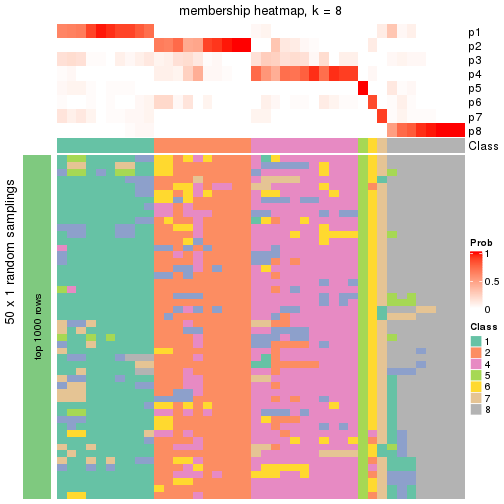 membership heatmap, k = 8
p1
p2
p3
p4
p5
p6
p7
p8
Class
50 x 1 random samplings
top 1000 rows
Prob
1
0.5
0
Class
1
2
4
5
6
7
8